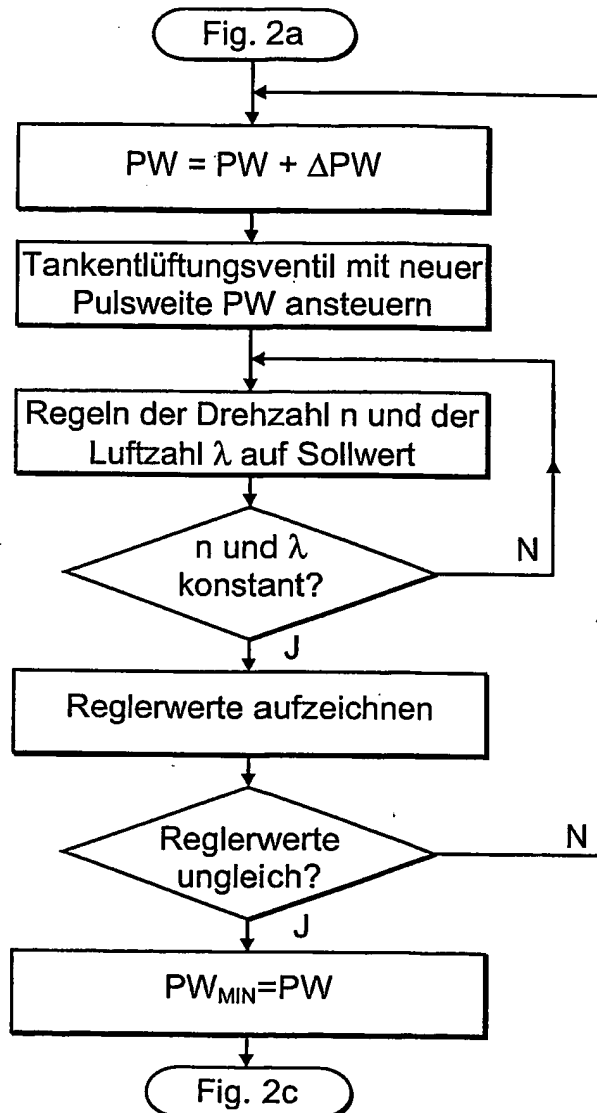 Fig. 2a
PW = PW + ΔPW
Tankentlüftungsventil mit neuer
Pulsweite PW ansteuern
Regeln der Drehzahl n und der
Luftzahl λ auf Sollwert
n und λ
konstant?
N
J
Reglerwerte aufzeichnen
Reglerwerte
ungleich?
N
J
PWMIN=PW
Fig. 2c